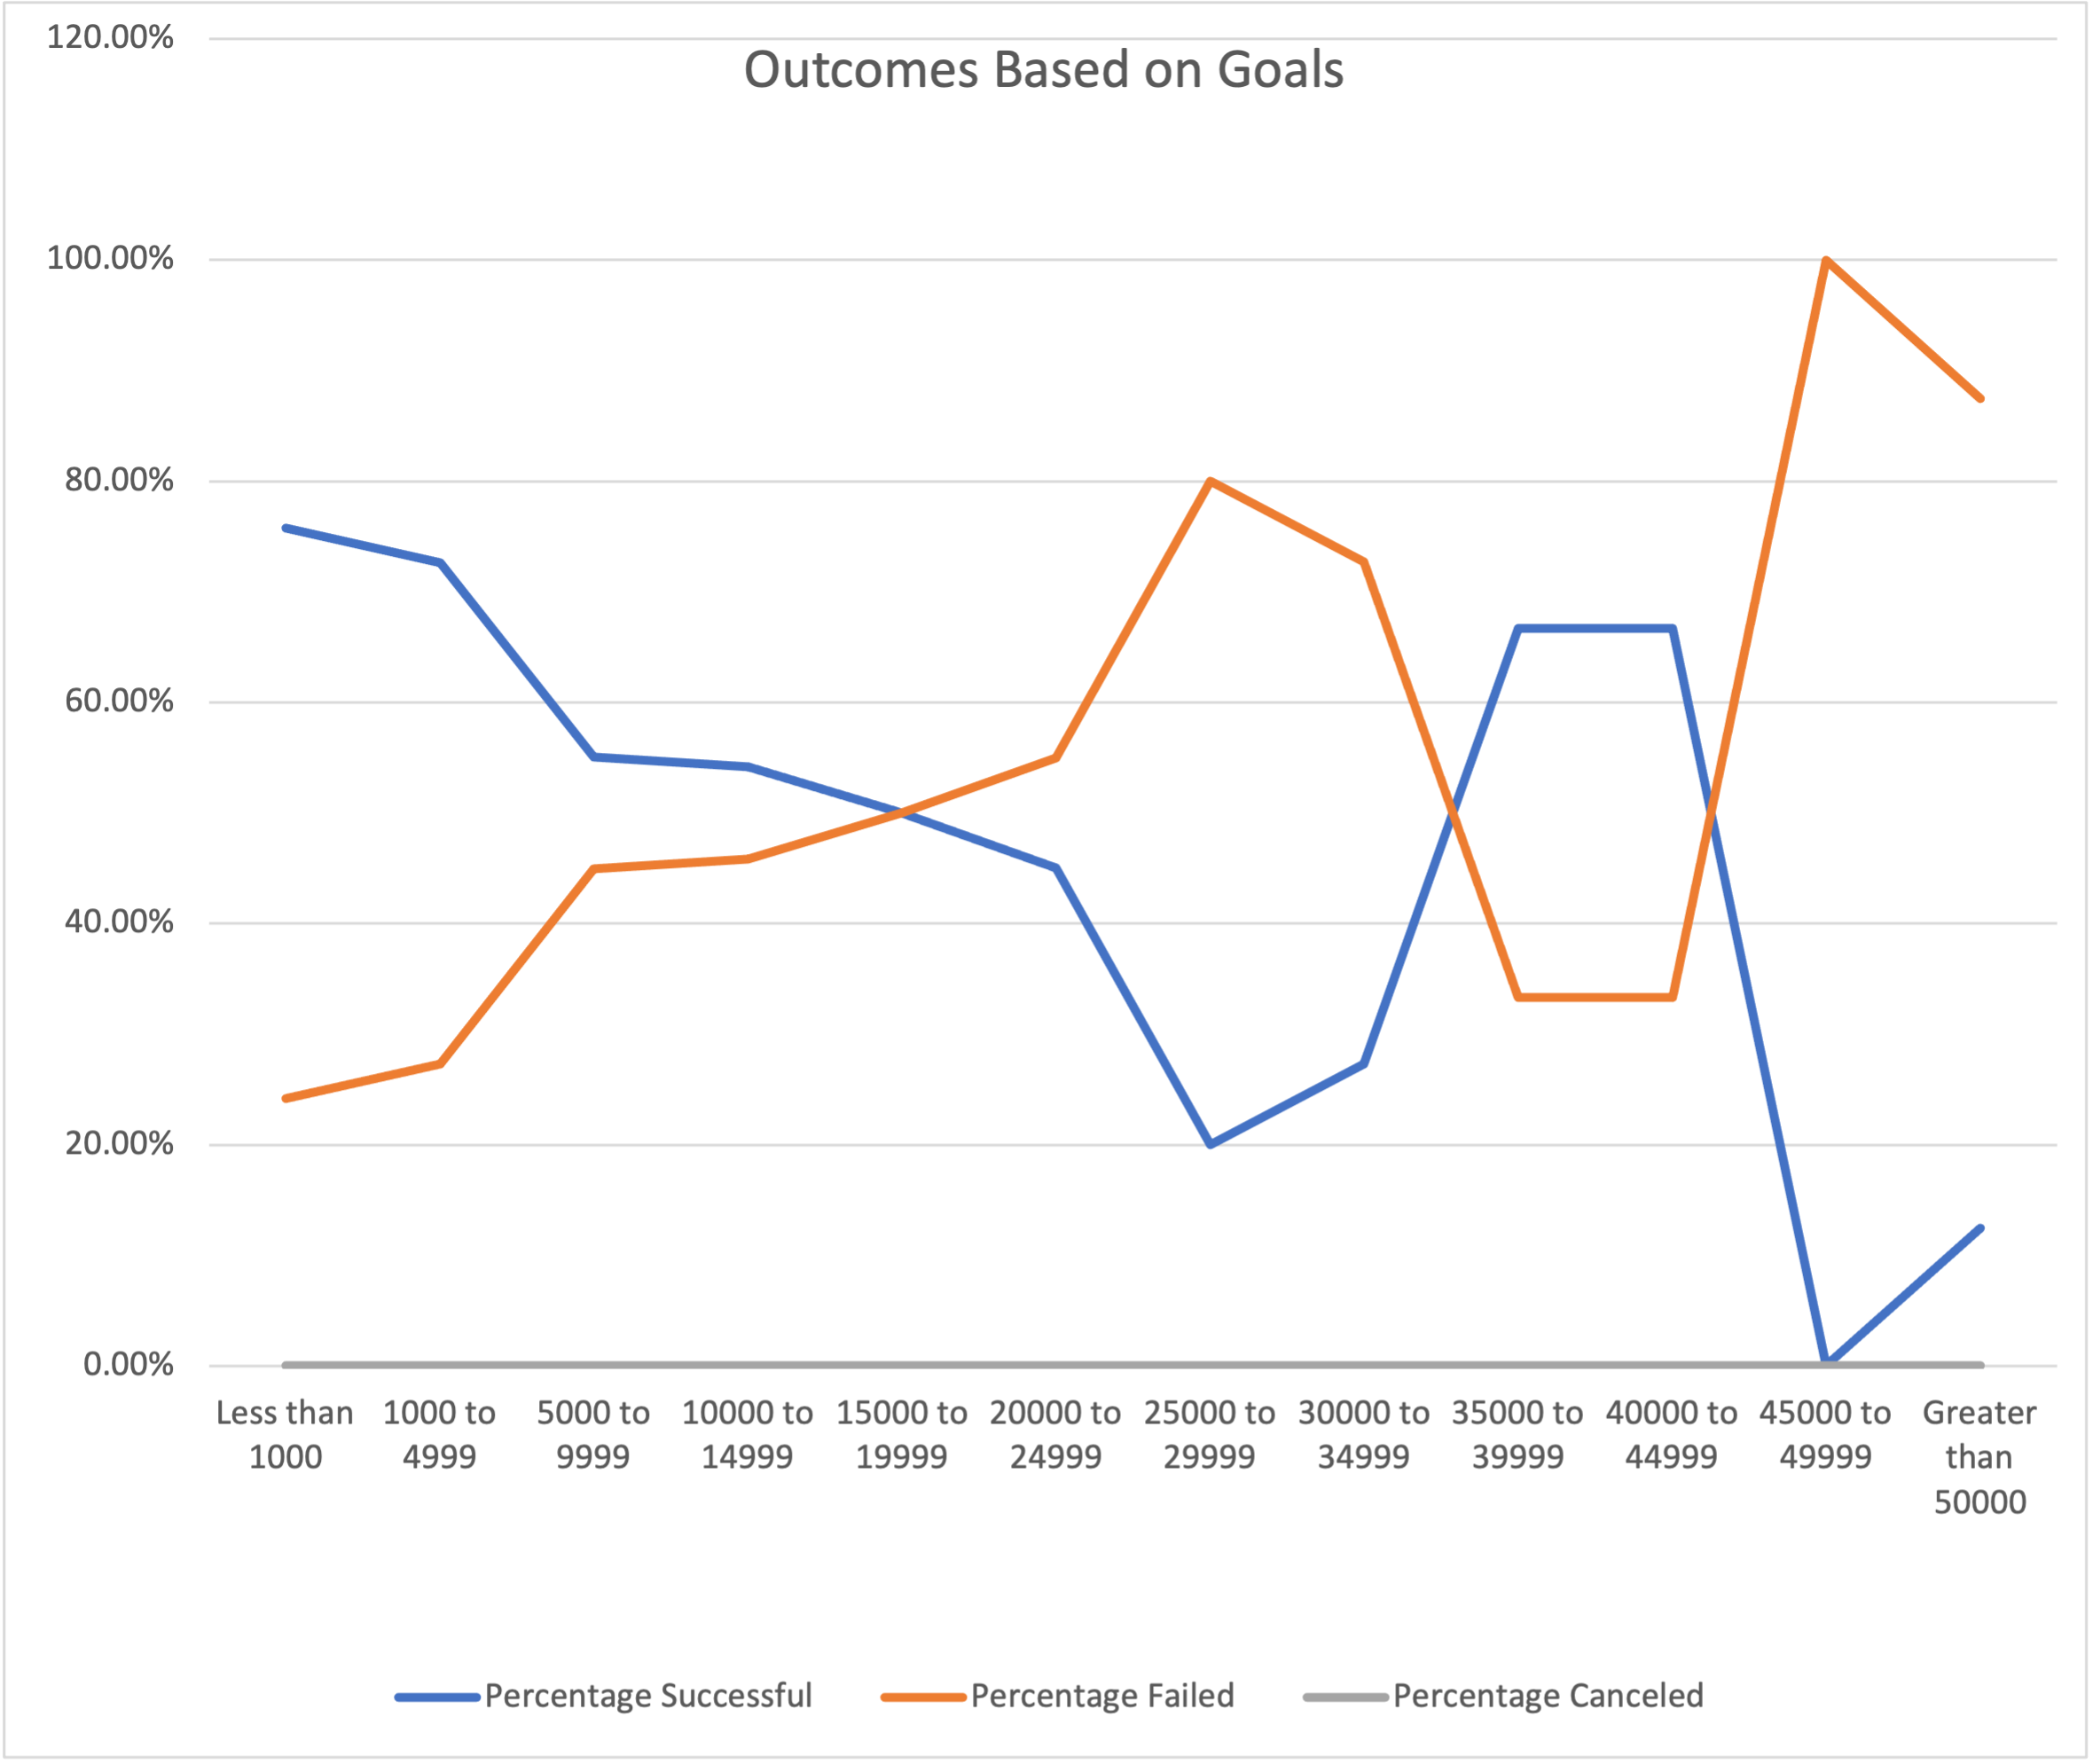 Outcomes Based on Goals
120.00%
100.00%
80.00%
60.00%
40.00%
20.00%
0.00%
Less than
1000
1000 to
4999
5000 to
9999
10000 to
14999
15000 to
19999
20000 to
24999
25000 to
29999
30000 to
34999
35000 to
39999
40000 to
44999
45000 to
49999
Greater
than
50000
Percentage Successful
Percentage Failed
Percentage Canceled